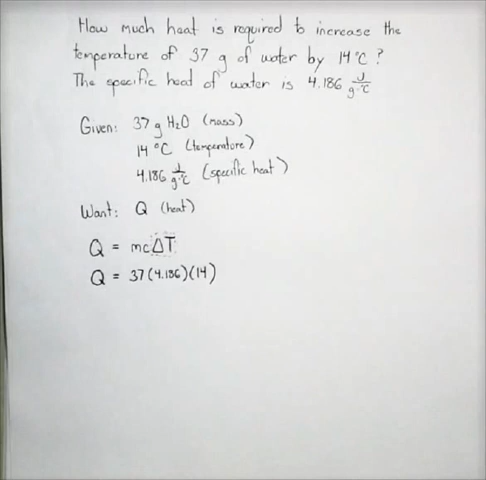 How much heat is required to increase the
temperature of 37 g of water by 14 °C ?
The specific heat of water is 4.186 J/g·°C
Given: 37 g H₂O (mass)
14 °C (temperature)
4.186 J/g·°C (specific heat)
Want: Q (heat)
Q = mcΔT
Q = 37(4.186)(14)